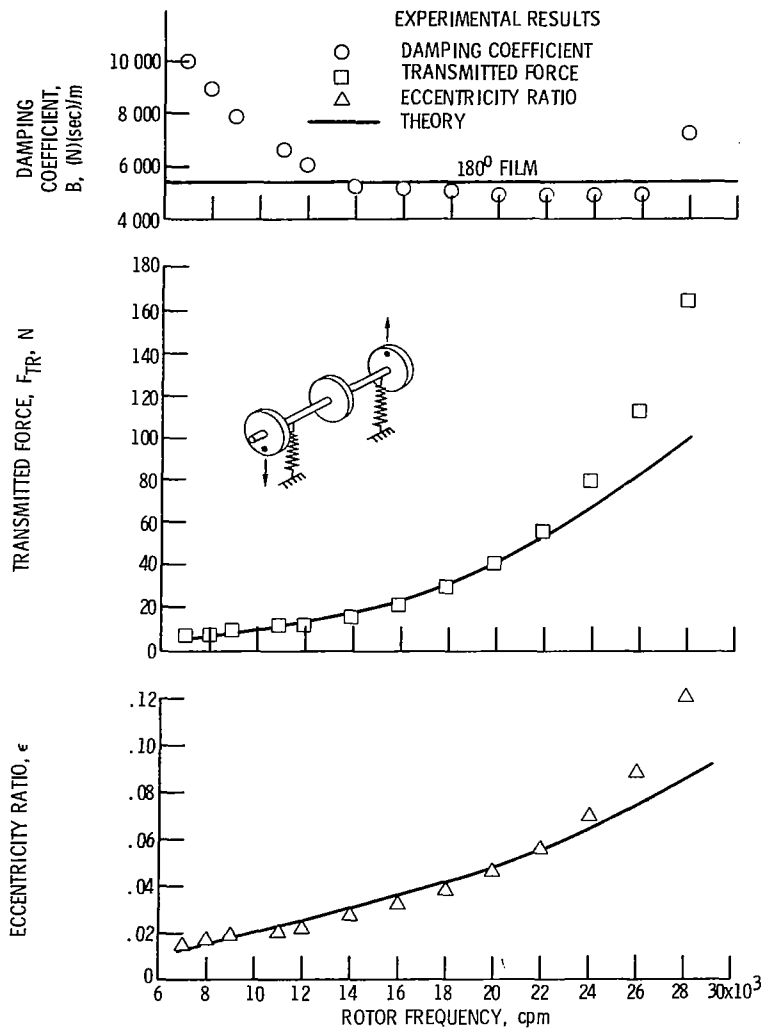 EXPERIMENTAL RESULTS
DAMPING COEFFICIENT
TRANSMITTED FORCE
ECCENTRICITY RATIO
THEORY
DAMPING
COEFFICIENT,
B, (N)(sec)/m
10 000
8 000
6 000
4 000
180⁰ FILM
TRANSMITTED FORCE, F_TR, N
180
160
140
120
100
80
60
40
20
0
ECCENTRICITY RATIO, ϵ
.12
.10
.08
.06
.04
.02
0
6 8 10 12 14 16 18 20 22 24 26 28 30x10³
ROTOR FREQUENCY, cpm